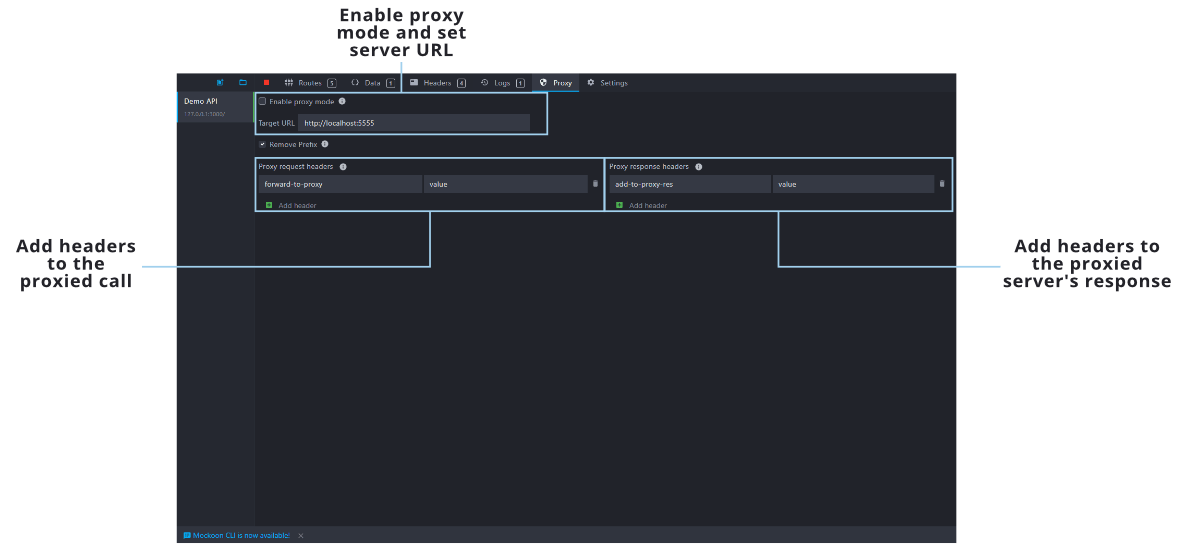 Enable proxy
mode and set
server URL
Routes 5 Data 1 Headers 4 Logs 1 Proxy Settings
Demo API
127.0.0.1:3000/
Enable proxy mode
Target URL http://localhost:5555
Remove Prefix
Proxy request headers
forward-to-proxy value
Add header
Proxy response headers
add-to-proxy-res value
Add header
Add headers
to the
proxied call
Add headers to
the proxied
server's response
Mockoon CLI is now available!